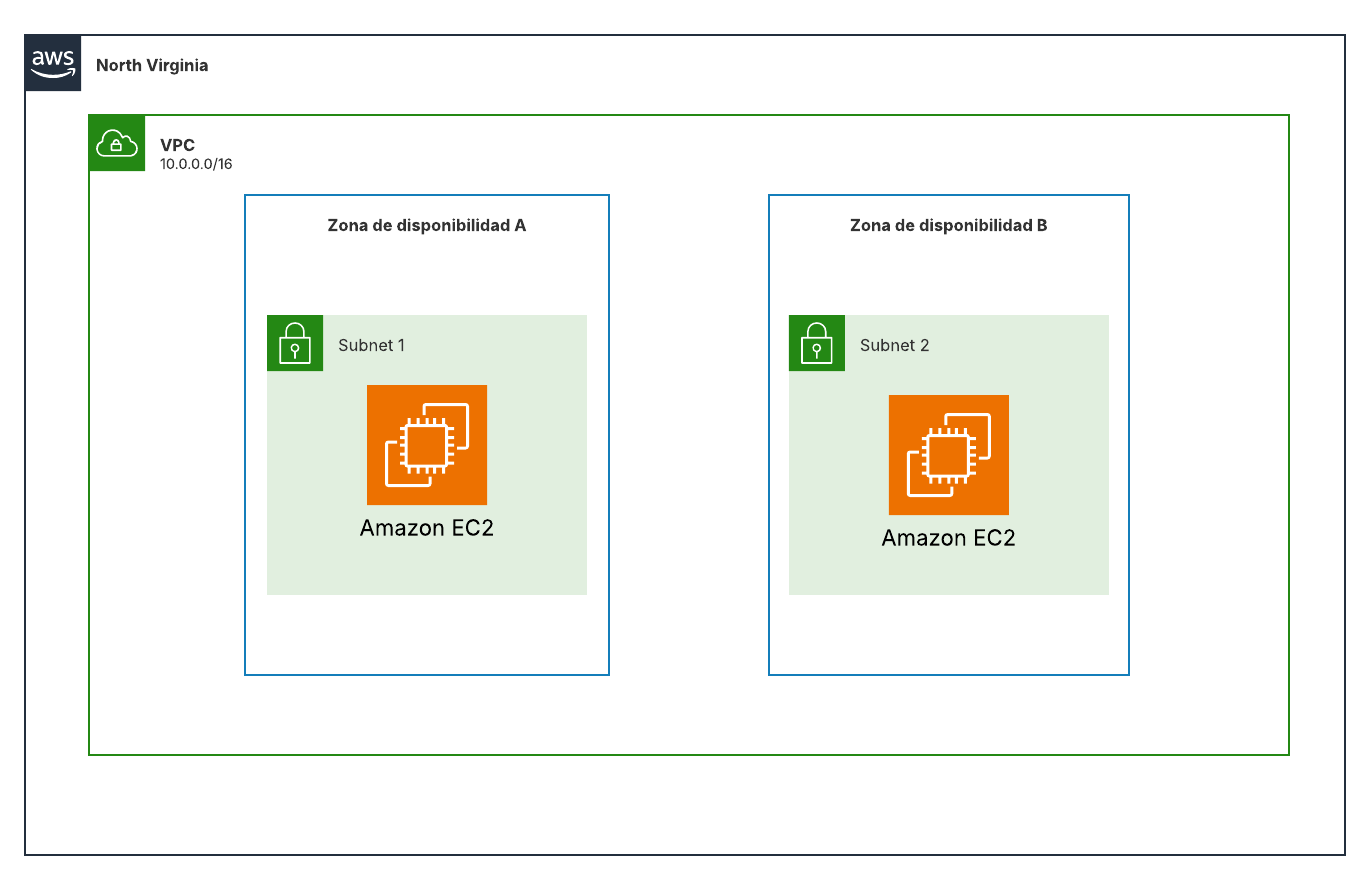 aws
North Virginia
VPC
10.0.0.0/16
Zona de disponibilidad A
Zona de disponibilidad B
Subnet 1
Subnet 2
Amazon EC2
Amazon EC2